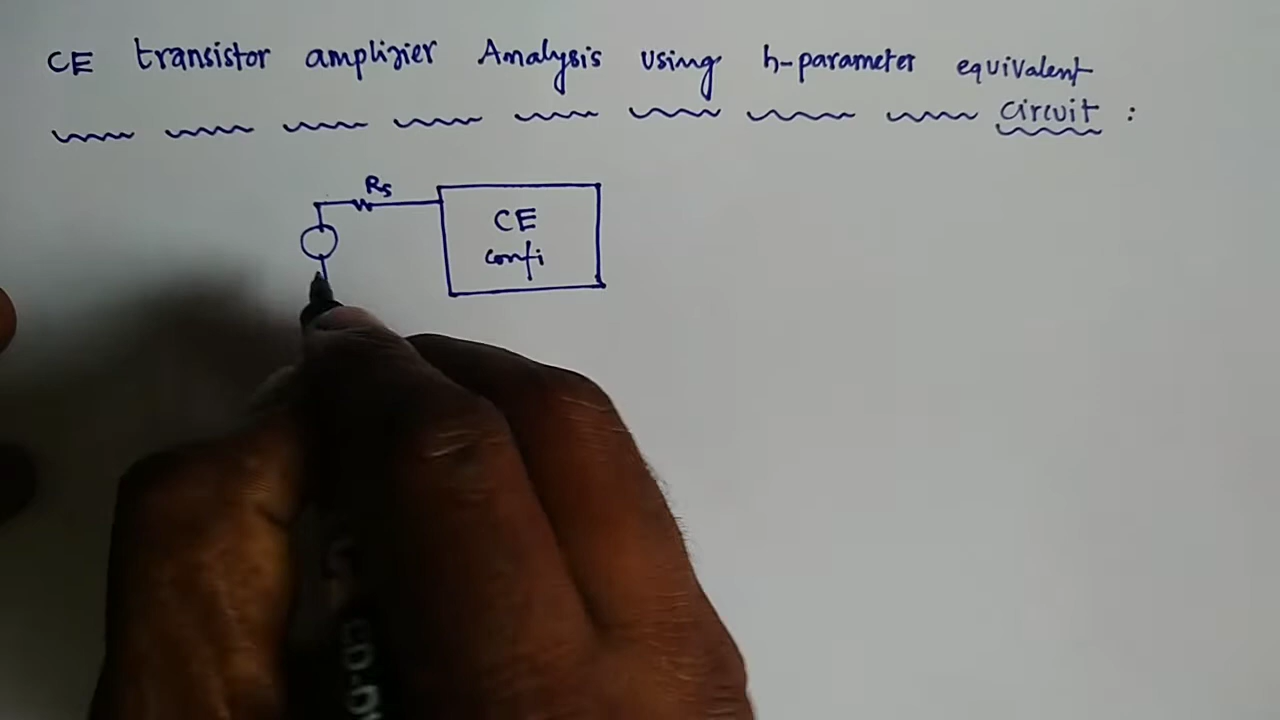 CE transistor amplifier Analysis using h-parameter equivalent
circuit :
Rs
CE
confi